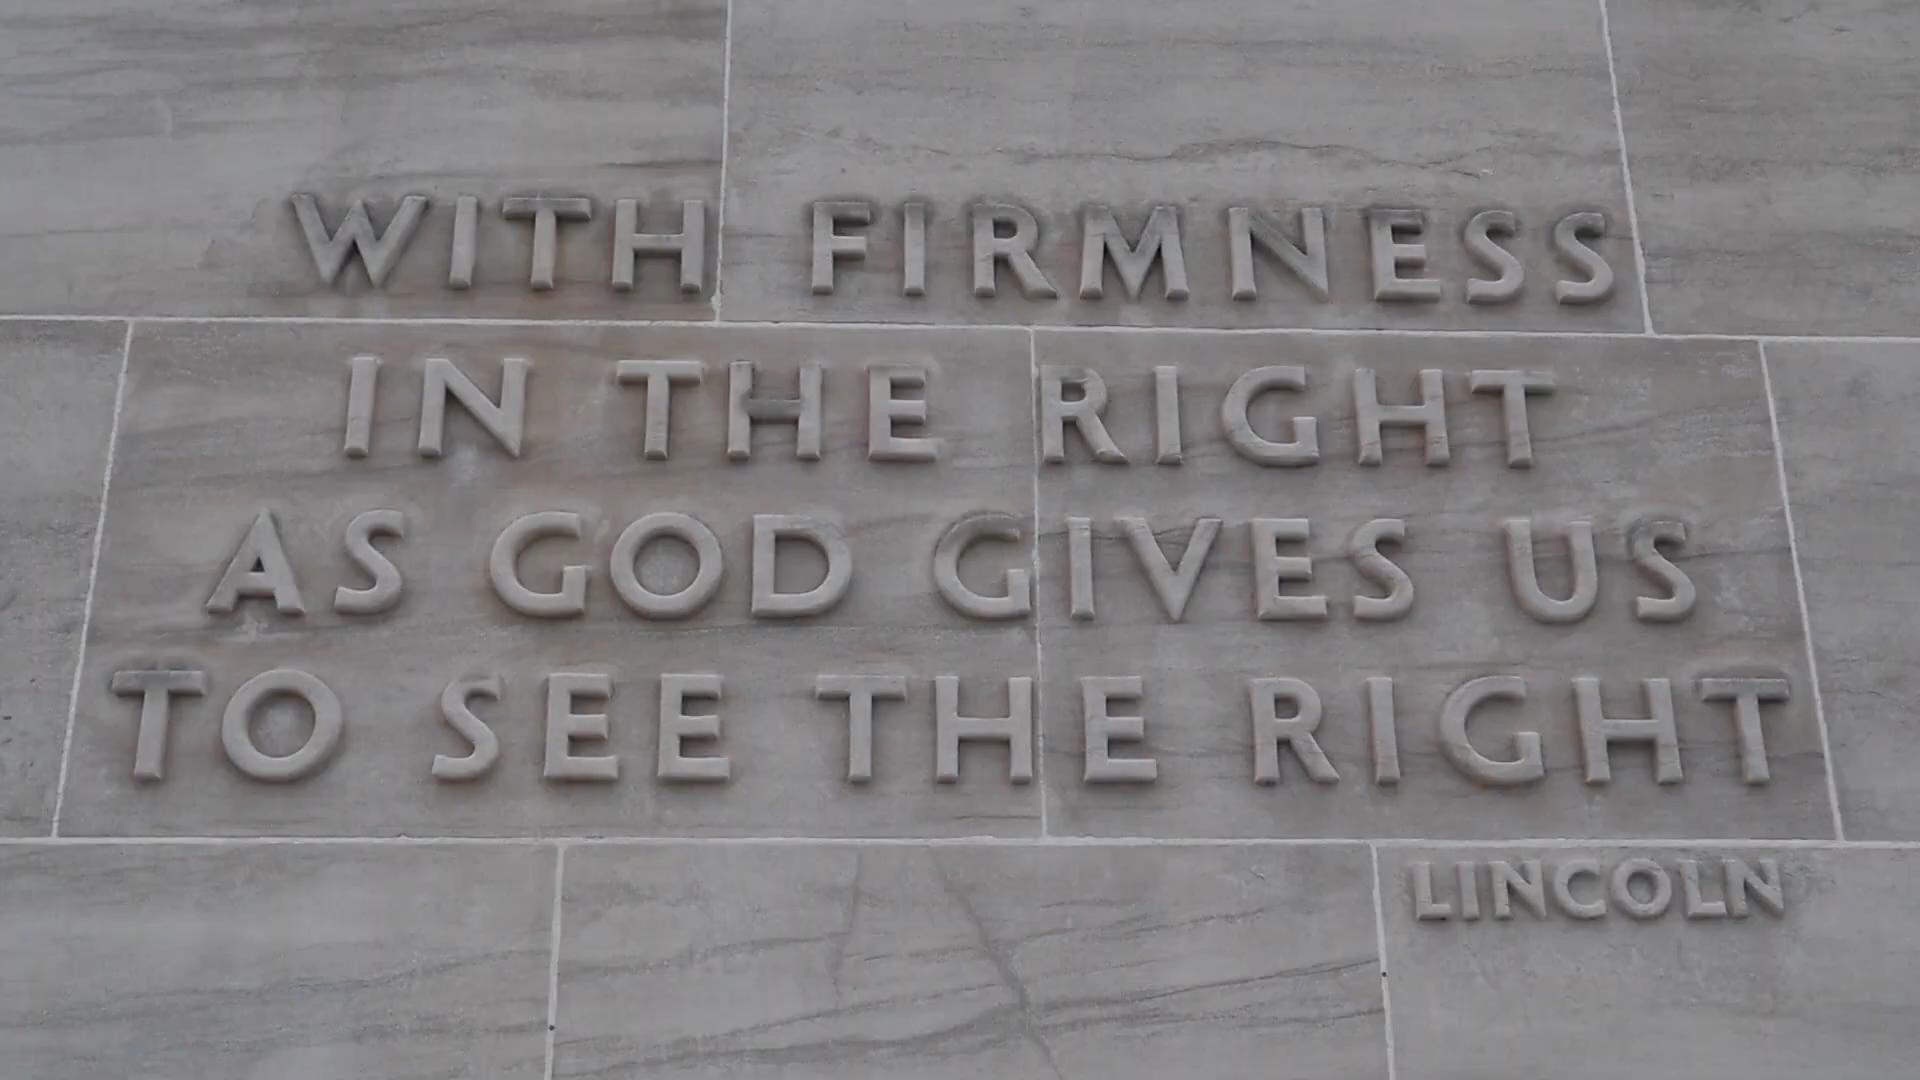 WITH FIRMNESS
IN THE RIGHT
AS GOD GIVES US
TO SEE THE RIGHT
LINCOLN